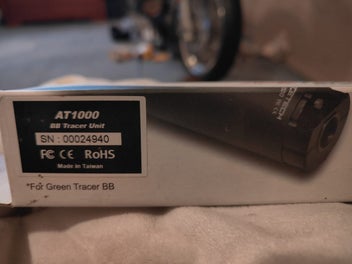 AT1000
BB Tracer Unit
SN : 00024940
FC CE RoHS
Made in Taiwan
*For Green Tracer BB